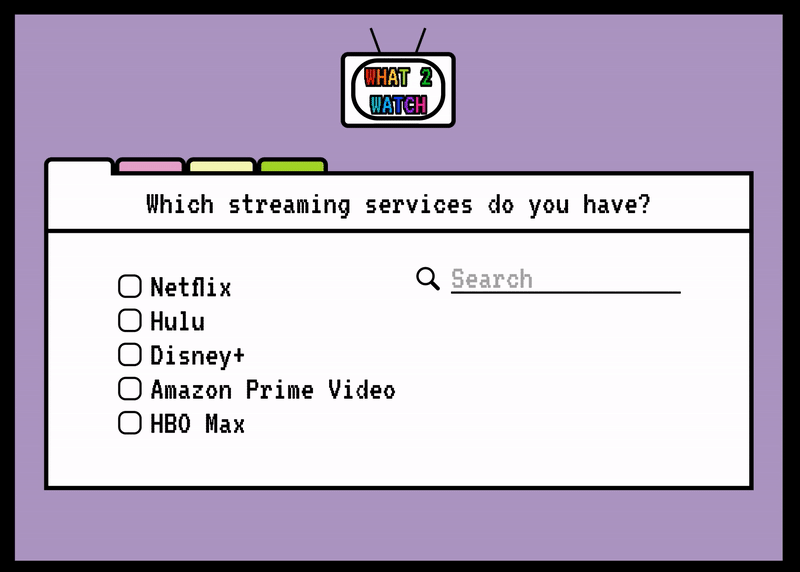 WHAT 2
WATCH
Which streaming services do you have?
Search
Netflix
Hulu
Disney+
Amazon Prime Video
HBO Max